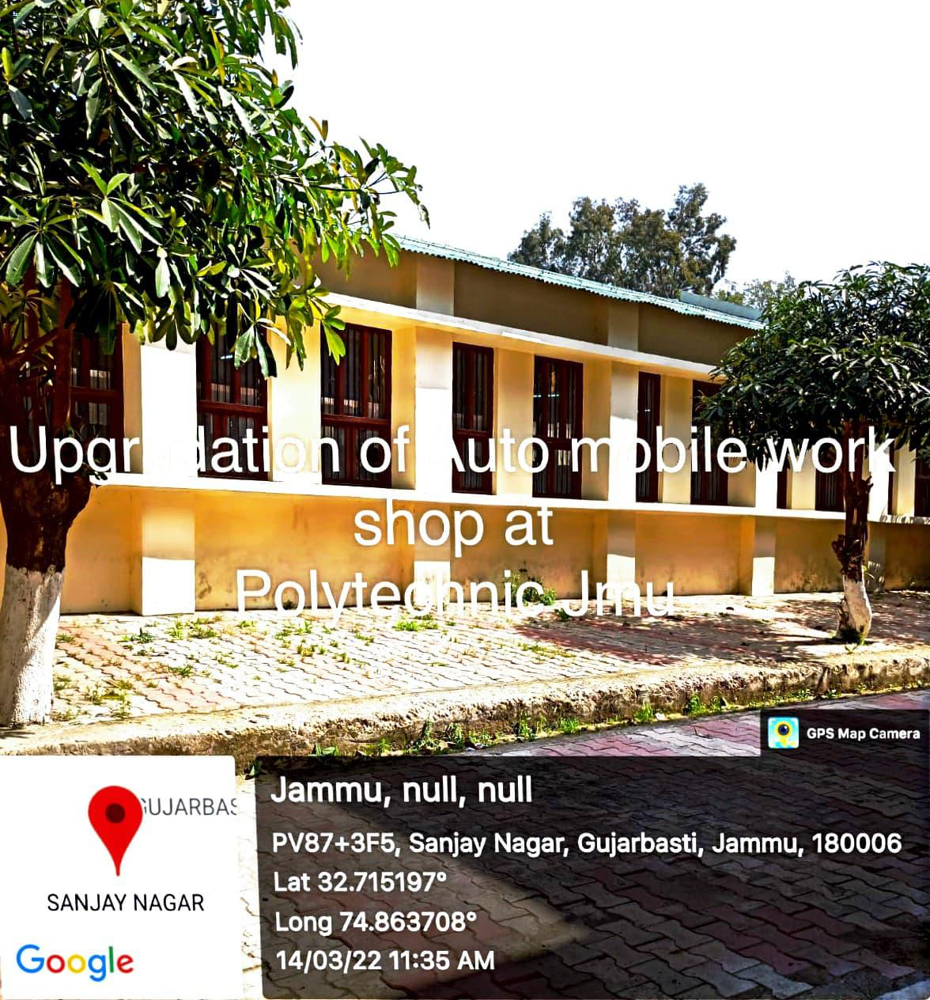 Upgradation of Auto mobile work
shop at
Polytechnic Jmu
GPS Map Camera
GUJARBAS
SANJAY NAGAR
Google
Jammu, null, null
PV87+3F5, Sanjay Nagar, Gujarbasti, Jammu, 180006
Lat 32.715197°
Long 74.863708°
14/03/22 11:35 AM